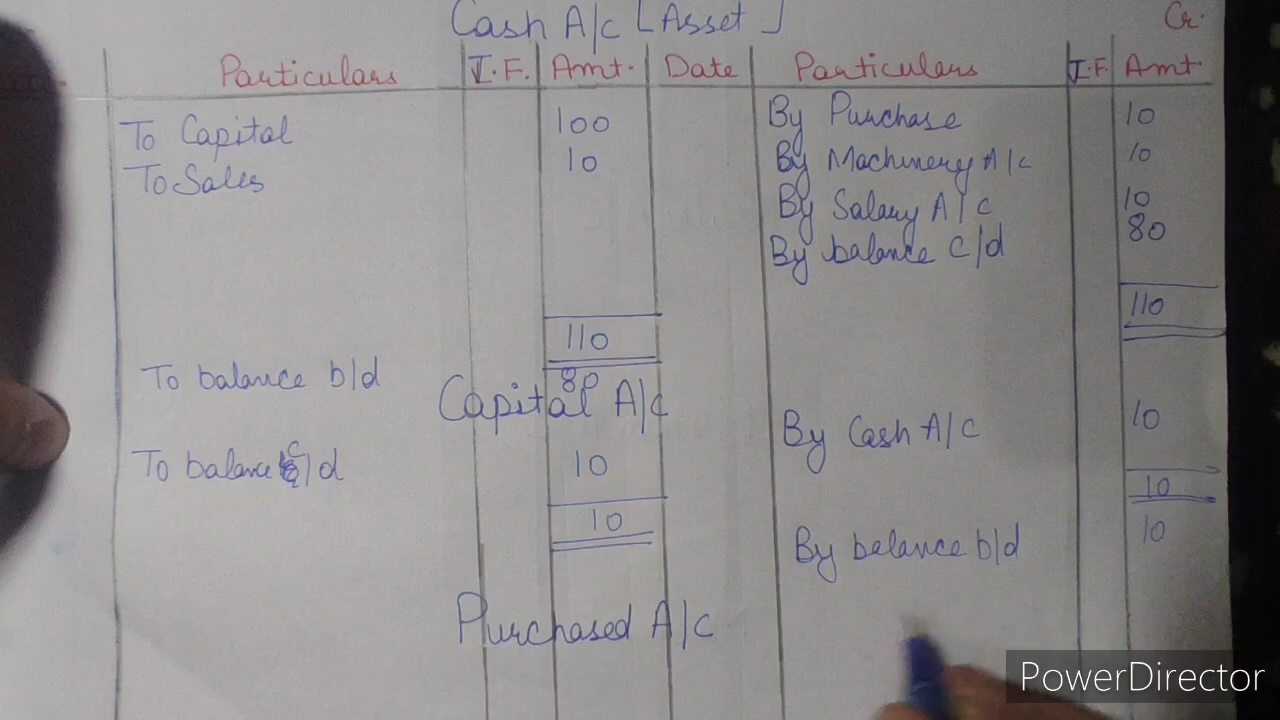 Cash A/c [Asset]
Cr.
Particulars I.F. Amt. Date Particulars I.F. Amt.
To Capital 100 By Purchase 10
To Sales 10 By Machinery A/c 10
By Salary A/c 10
By balance c/d 80
110 110
To balance b/d 80
Capital A/c
By Cash A/c 10
To balance c/d 10
10 10
By balance b/d 10
Purchased A/c
PowerDirector